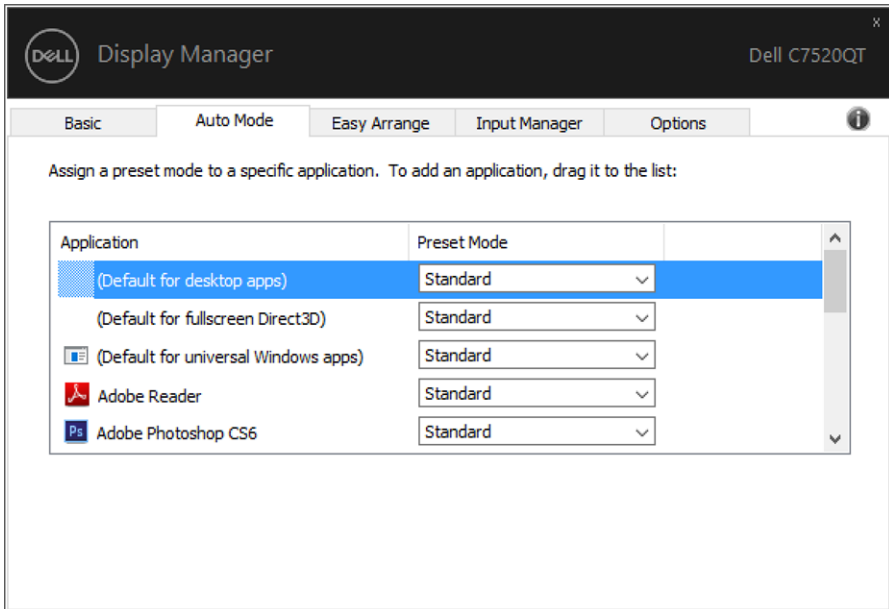 x
DELL Display Manager Dell C7520QT
Basic Auto Mode Easy Arrange Input Manager Options i
Assign a preset mode to a specific application. To add an application, drag it to the list:
Application Preset Mode
(Default for desktop apps) Standard
(Default for fullscreen Direct3D) Standard
(Default for universal Windows apps) Standard
Adobe Reader Standard
Ps Adobe Photoshop CS6 Standard